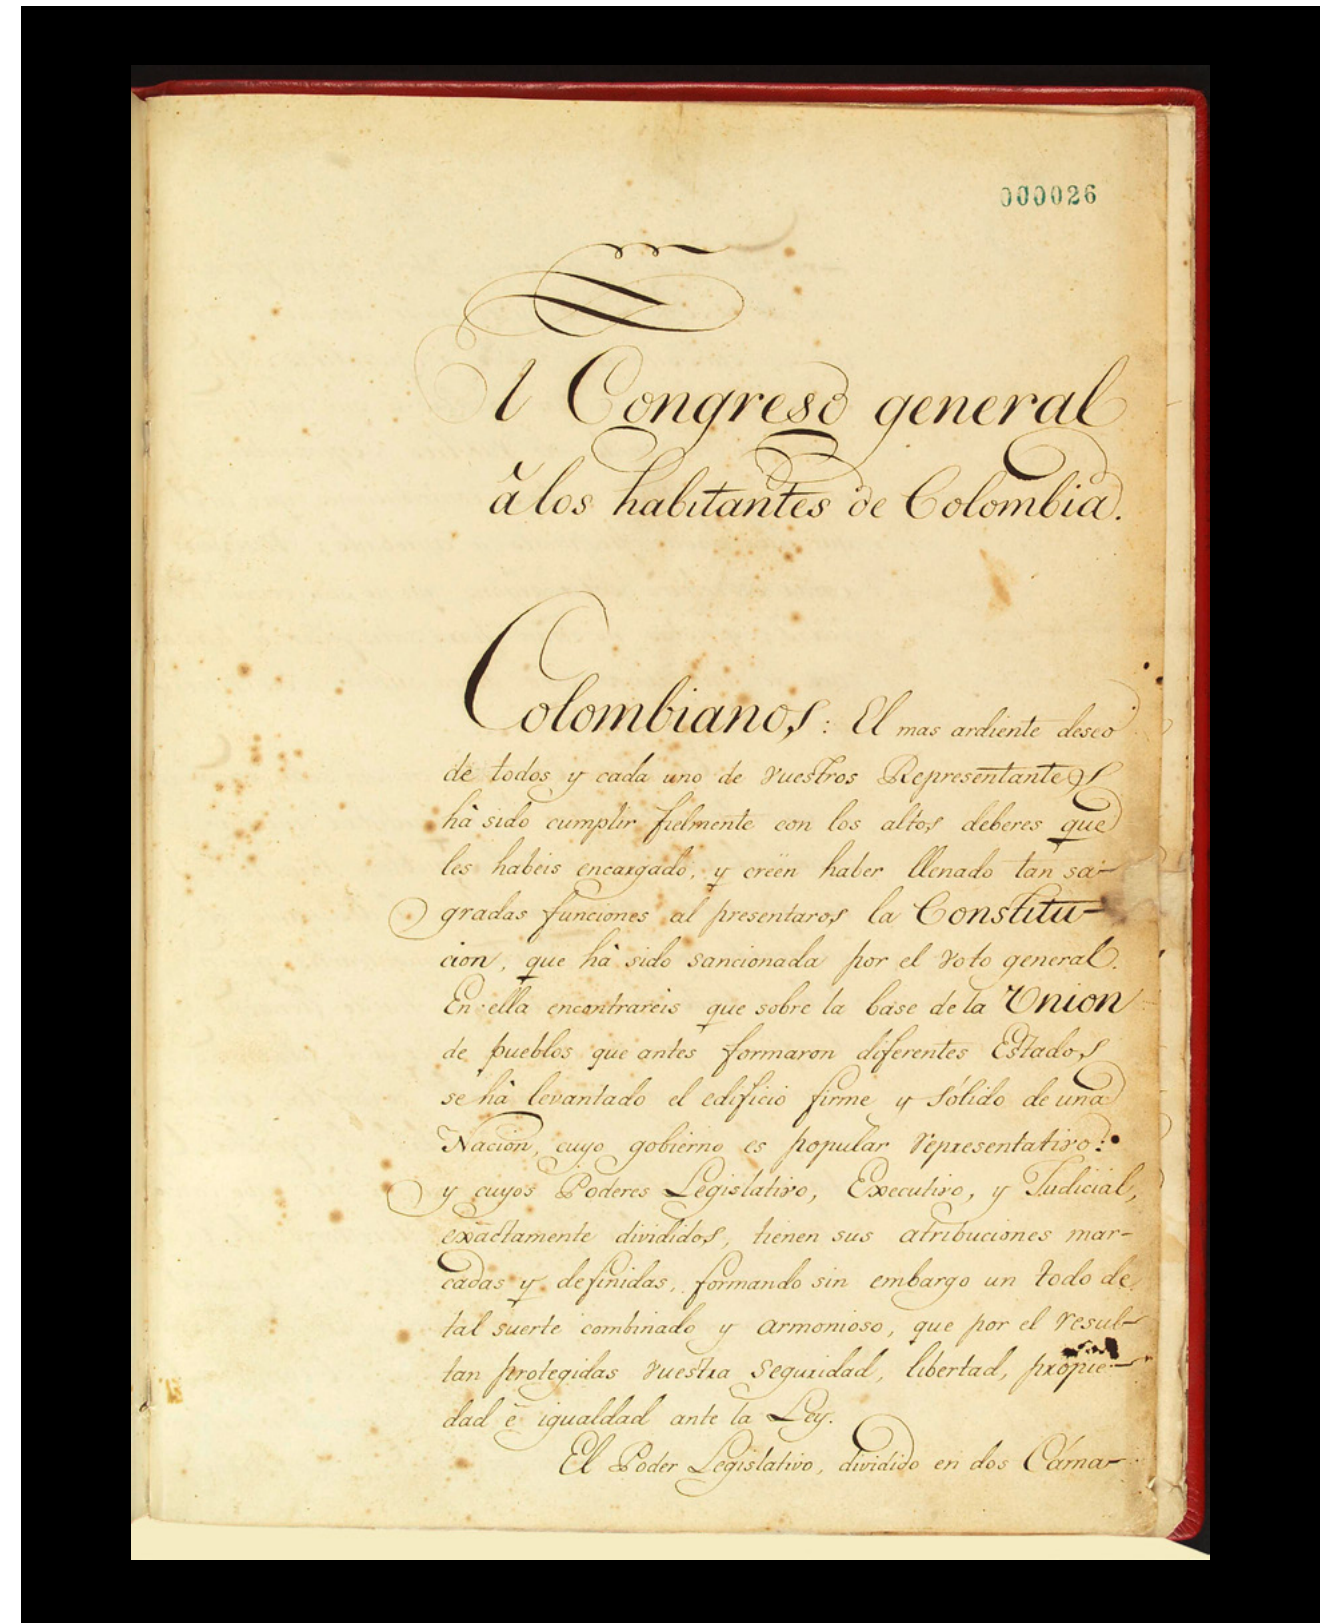 000026
El Congreso general
à los habitantes de Colombia.
Colombianos: El mas ardiente deseo
de todos y cada uno de vuestros Representantes
hà sido cumplir fielmente con los altos deberes que
les habeis encargado, y creën haber llenado tan sa-
gradas funciones al presentaros la Constitu-
cion, que hà sido sancionada por el voto general.
En ella encontrareis que sobre la base de la Union
de pueblos que antes formaron diferentes Estados
se hà levantado el edificio firme y sólido de una
Nacion, cuyo gobierno es popular representativo:
y cuyos Poderes Legislativo, Executivo, y Judicial,
exactamente divididos, tienen sus atribuciones mar-
cadas y definidas, formando sin embargo un todo de
tal suerte combinado y armonioso, que por el resul-
tan protegidas vuestra seguridad, libertad, propie-
dad è igualdad ante la Ley.
El Poder Legislativo, dividido en dos Cámar